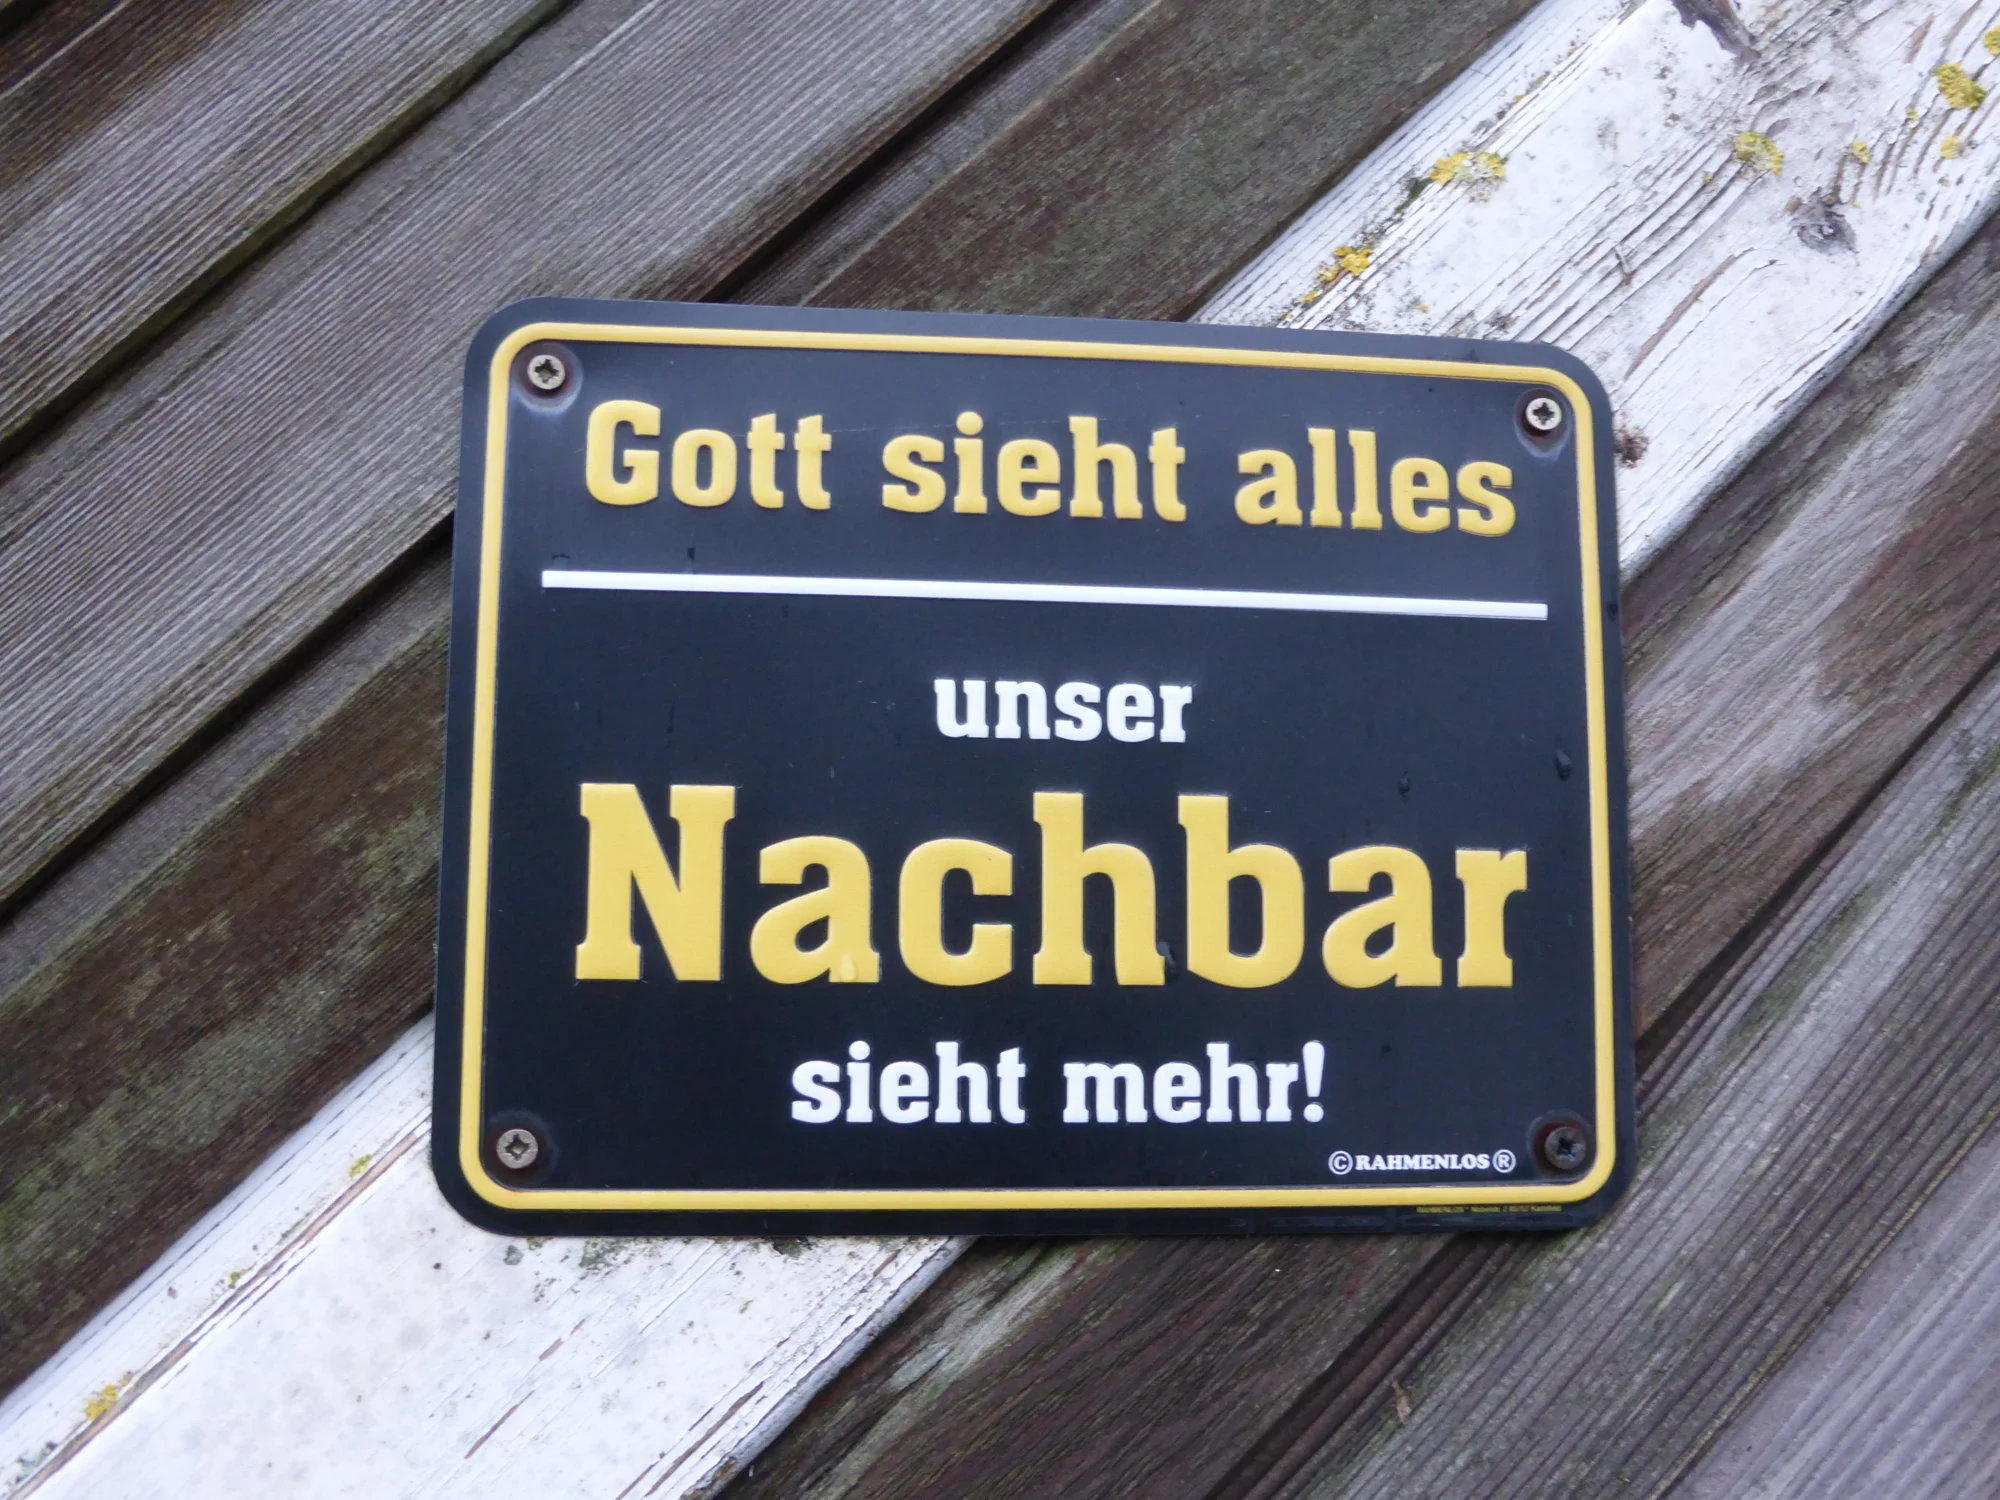 Gott sieht alles
unser
Nachbar
sieht mehr!
© RAHMENLOS ®